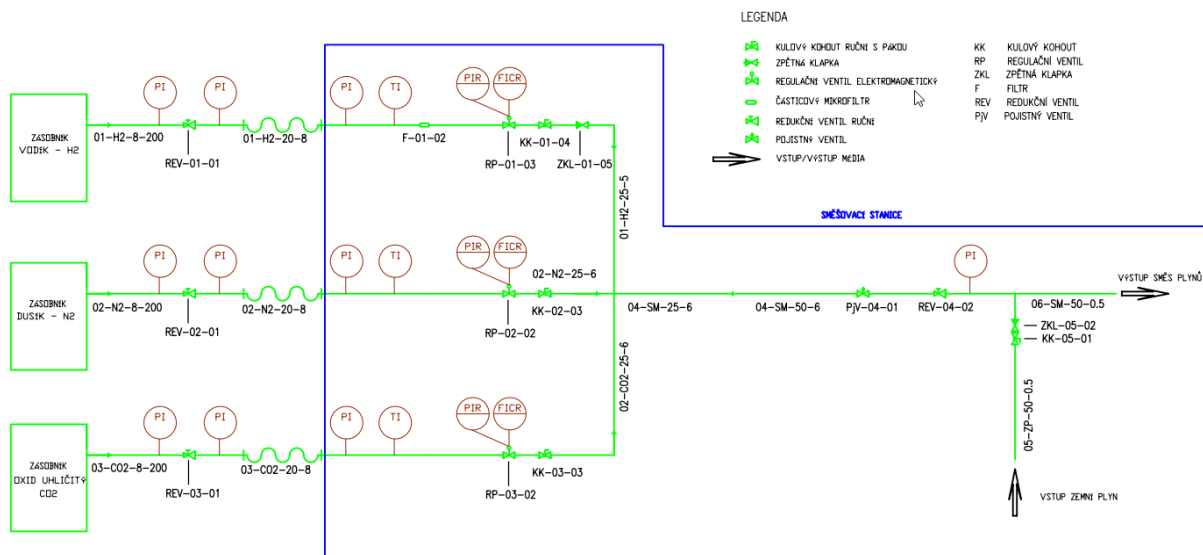 LEGENDA
KULOVÝ KOHOUT RUČNÍ S PÁKOU
ZPĚTNÁ KLAPKA
REGULAČNÍ VENTIL ELEKTROMAGNETICKÝ
ČÁSTICOVÝ MIKROFILTR
REDUKČNÍ VENTIL RUČNÍ
POJISTNÝ VENTIL
VSTUP/VÝSTUP MÉDIA
KK KULOVÝ KOHOUT
RP REGULAČNÍ VENTIL
ZKL ZPĚTNÁ KLAPKA
F FILTR
REV REDUKČNÍ VENTIL
PjV POJISTNÝ VENTIL
SMĚŠOVACÍ STANICE
ZÁSOBNÍK
VODÍK - H2
01-H2-8-200
PI
PI
REV-01-01
01-H2-20-8
PI
TI
F-01-02
PIR
FICR
RP-01-03
KK-01-04
ZKL-01-05
01-H2-25-5
ZÁSOBNÍK
DUSÍK - N2
02-N2-8-200
PI
PI
REV-02-01
02-N2-20-8
PI
TI
PIR
FICR
RP-02-02
02-N2-25-6
KK-02-03
04-SM-25-6
04-SM-50-6
PjV-04-01
PI
REV-04-02
VÝSTUP SMĚS PLYNŮ
06-SM-50-0.5
ZKL-05-02
KK-05-01
05-ZP-50-0.5
VSTUP ZEMNÍ PLYN
02-CO2-25-6
ZÁSOBNÍK
OXID UHLIČITÝ
CO2
03-CO2-8-200
PI
PI
REV-03-01
03-CO2-20-8
PI
TI
PIR
FICR
RP-03-02
KK-03-03